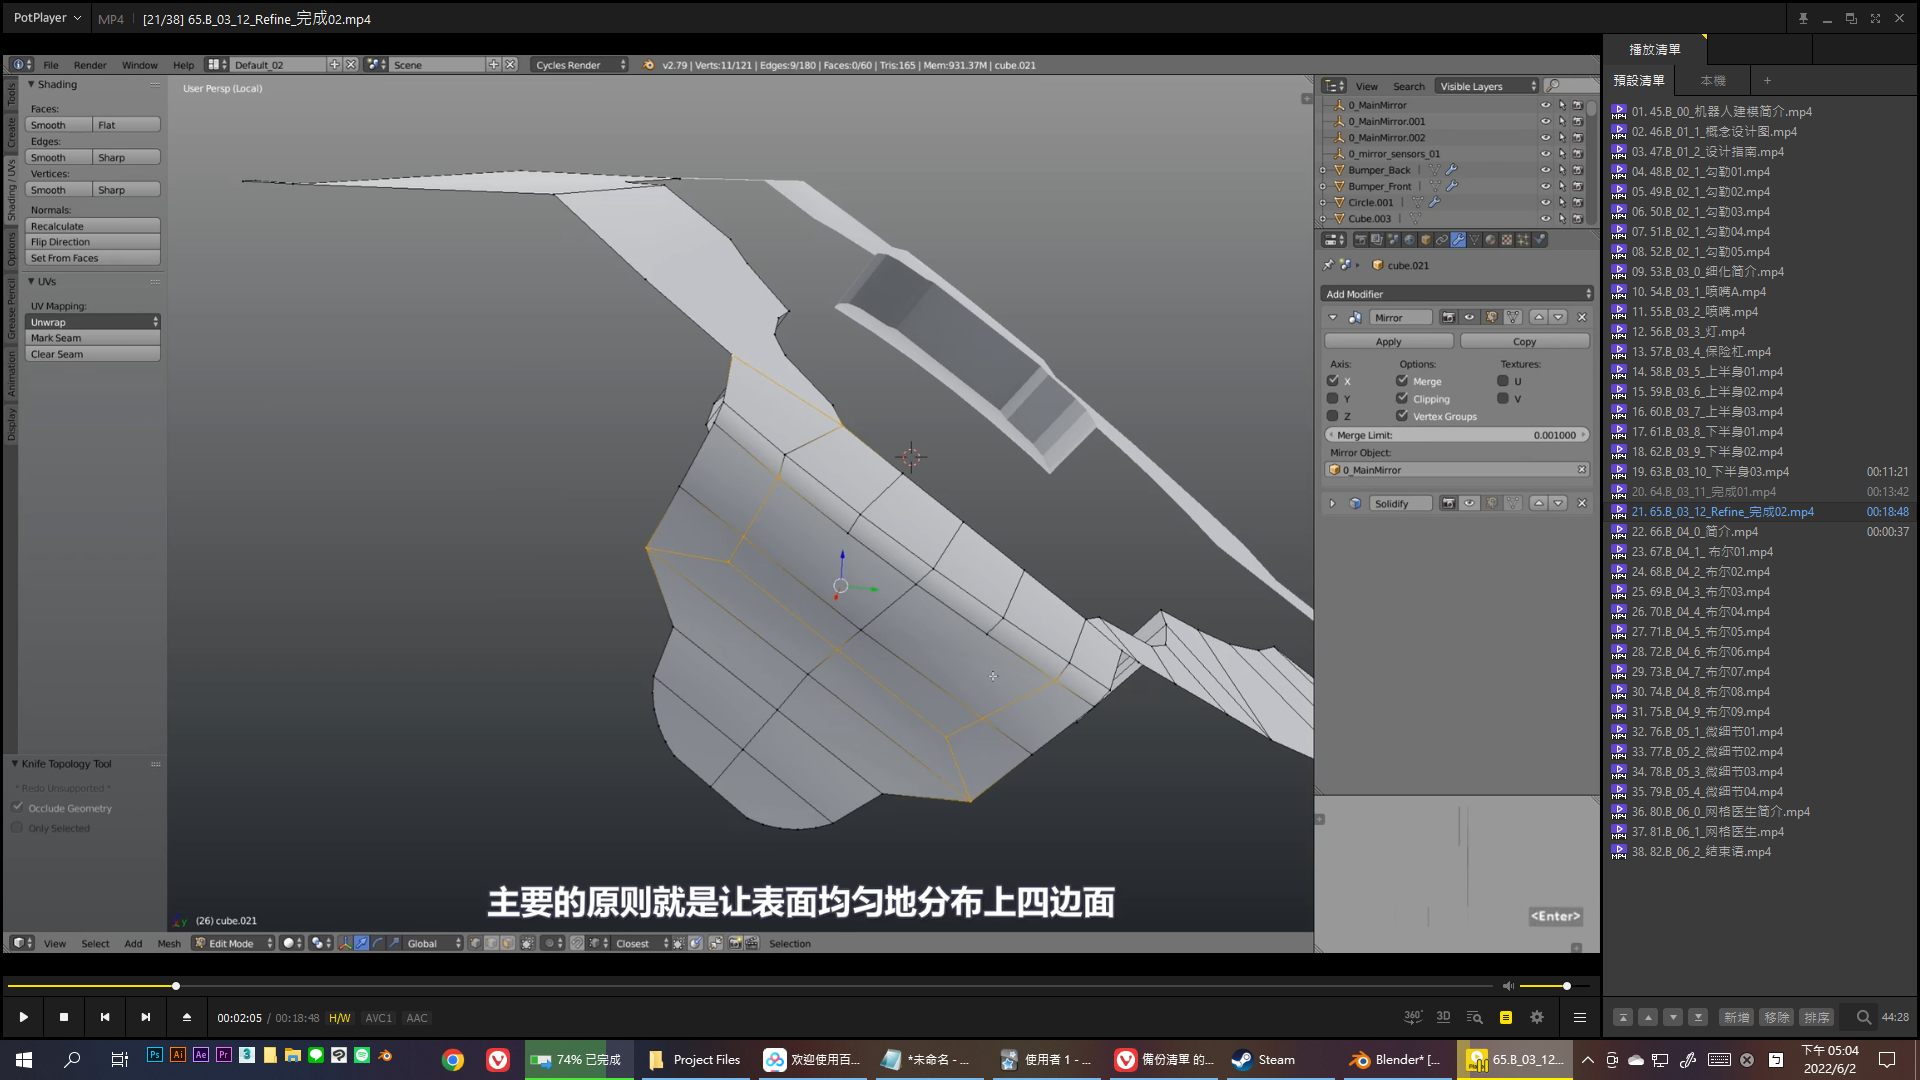 PotPlayer MP4 [21/38] 65.B_03_12_Refine_完成02.mp4
File Render Window Help Default_02 Scene Cycles Render v2.79 | Verts:11/121 | Edges:9/180 | Faces:0/60 | Tris:165 | Mem:931.37M | cube.021
Tools
Create
Shading / UVs
Options
Grease Pencil
Animation
Display
Shading
Faces:
Smooth Flat
Edges:
Smooth Sharp
Vertices:
Smooth Sharp
Normals:
Recalculate
Flip Direction
Set From Faces
UVs
UV Mapping:
Unwrap
Mark Seam
Clear Seam
Knife Topology Tool
* Redo Unsupported *
Occlude Geometry
Only Selected
User Persp (Local)
主要的原则就是让表面均匀地分布上四边面
(26) cube.021
View Select Add Mesh Edit Mode Global Closest Selection
View Search Visible Layers
0_MainMirror
0_MainMirror.001
0_MainMirror.002
0_mirror_sensors_01
Bumper_Back
Bumper_Front
Circle.001
Cube.003
cube.021
Add Modifier
Mirror
Apply Copy
Axis: Options: Textures:
X Merge U
Y Clipping V
Z Vertex Groups
Merge Limit: 0.001000
Mirror Object:
0_MainMirror
Solidify
<Enter>
播放清單
預設清單 本機 +
01. 45.B_00_机器人建模简介.mp4
02. 46.B_01_1_概念设计图.mp4
03. 47.B_01_2_设计指南.mp4
04. 48.B_02_1_勾勒01.mp4
05. 49.B_02_1_勾勒02.mp4
06. 50.B_02_1_勾勒03.mp4
07. 51.B_02_1_勾勒04.mp4
08. 52.B_02_1_勾勒05.mp4
09. 53.B_03_0_细化简介.mp4
10. 54.B_03_1_喷嘴A.mp4
11. 55.B_03_2_喷嘴.mp4
12. 56.B_03_3_灯.mp4
13. 57.B_03_4_保险杠.mp4
14. 58.B_03_5_上半身01.mp4
15. 59.B_03_6_上半身02.mp4
16. 60.B_03_7_上半身03.mp4
17. 61.B_03_8_下半身01.mp4
18. 62.B_03_9_下半身02.mp4
19. 63.B_03_10_下半身03.mp4 00:11:21
20. 64.B_03_11_完成01.mp4 00:13:42
21. 65.B_03_12_Refine_完成02.mp4 00:18:48
22. 66.B_04_0_简介.mp4 00:00:37
23. 67.B_04_1_ 布尔01.mp4
24. 68.B_04_2_布尔02.mp4
25. 69.B_04_3_布尔03.mp4
26. 70.B_04_4_布尔04.mp4
27. 71.B_04_5_布尔05.mp4
28. 72.B_04_6_布尔06.mp4
29. 73.B_04_7_布尔07.mp4
30. 74.B_04_8_布尔08.mp4
31. 75.B_04_9_布尔09.mp4
32. 76.B_05_1_微细节01.mp4
33. 77.B_05_2_微细节02.mp4
34. 78.B_05_3_微细节03.mp4
35. 79.B_05_4_微细节04.mp4
36. 80.B_06_0_网格医生简介.mp4
37. 81.B_06_1_网格医生.mp4
38. 82.B_06_2_结束语.mp4
00:02:05 / 00:18:48 H/W AVC1 AAC
360° 3D
新增 移除 排序 44:28
Ps Ai Ae Pr 3
74% 已完成 Project Files 欢迎使用百... *未命名 - ... 使用者 1 - ... 備份清單 的... Steam Blender* [... 65.B_03_12...
下午 05:04
2022/6/2